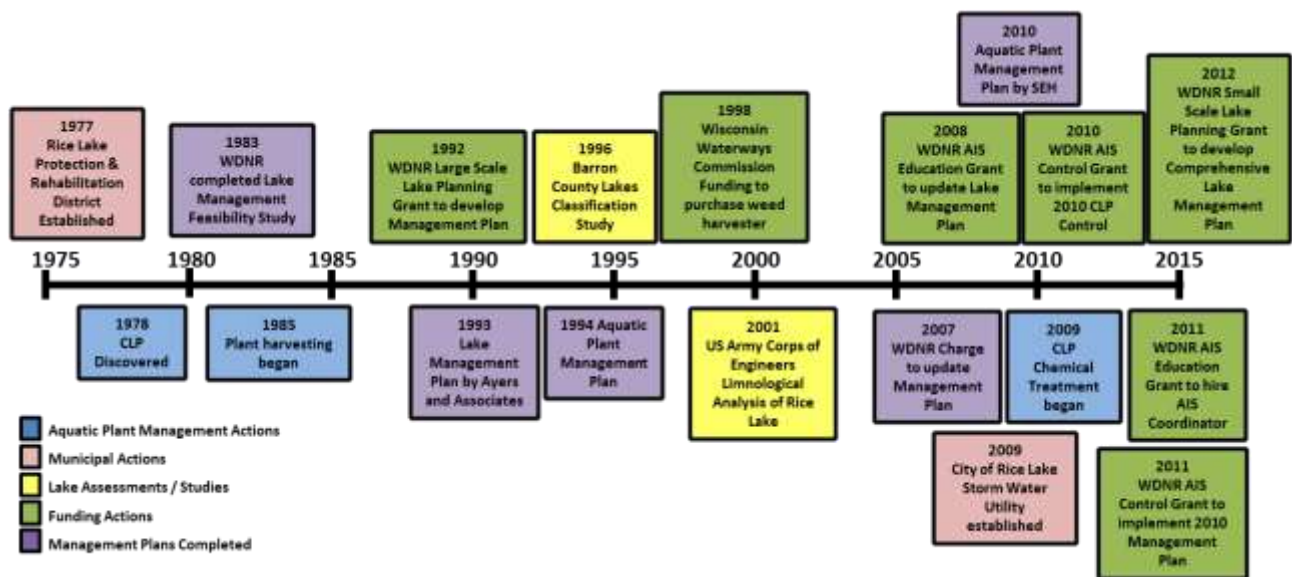 1977
Rice Lake
Protection &
Rehabilitation
District
Established
1983
WDNR
completed Lake
Management
Feasibility Study
1992
WDNR Large Scale
Lake Planning
Grant to develop
Management Plan
1996
Barron
County Lakes
Classification
Study
1998
Wisconsin
Waterways
Commission
Funding to
purchase weed
harvester
2008
WDNR AIS
Education Grant
to update Lake
Management
Plan
2010
Aquatic Plant
Management
Plan by SEH
2010
WDNR AIS
Control Grant
to implement
2010 CLP
Control
2012
WDNR Small
Scale Lake
Planning Grant
to develop
Comprehensive
Lake
Management
Plan
1975 1980 1985 1990 1995 2000 2005 2010 2015
1978
CLP
Discovered
1985
Plant harvesting
began
1993
Lake
Management
Plan by Ayers
and Associates
1994 Aquatic
Plant
Management
Plan
2001
US Army Corps of
Engineers
Limnological
Analysis of Rice
Lake
2007
WDNR Charge
to update
Management
Plan
2009
CLP
Chemical
Treatment
began
2011
WDNR AIS
Education
Grant to hire
AIS
Coordinator
2009
City of Rice Lake
Storm Water
Utility
established
2011
WDNR AIS
Control Grant to
implement 2010
Management
Plan
Aquatic Plant Management Actions
Municipal Actions
Lake Assessments / Studies
Funding Actions
Management Plans Completed